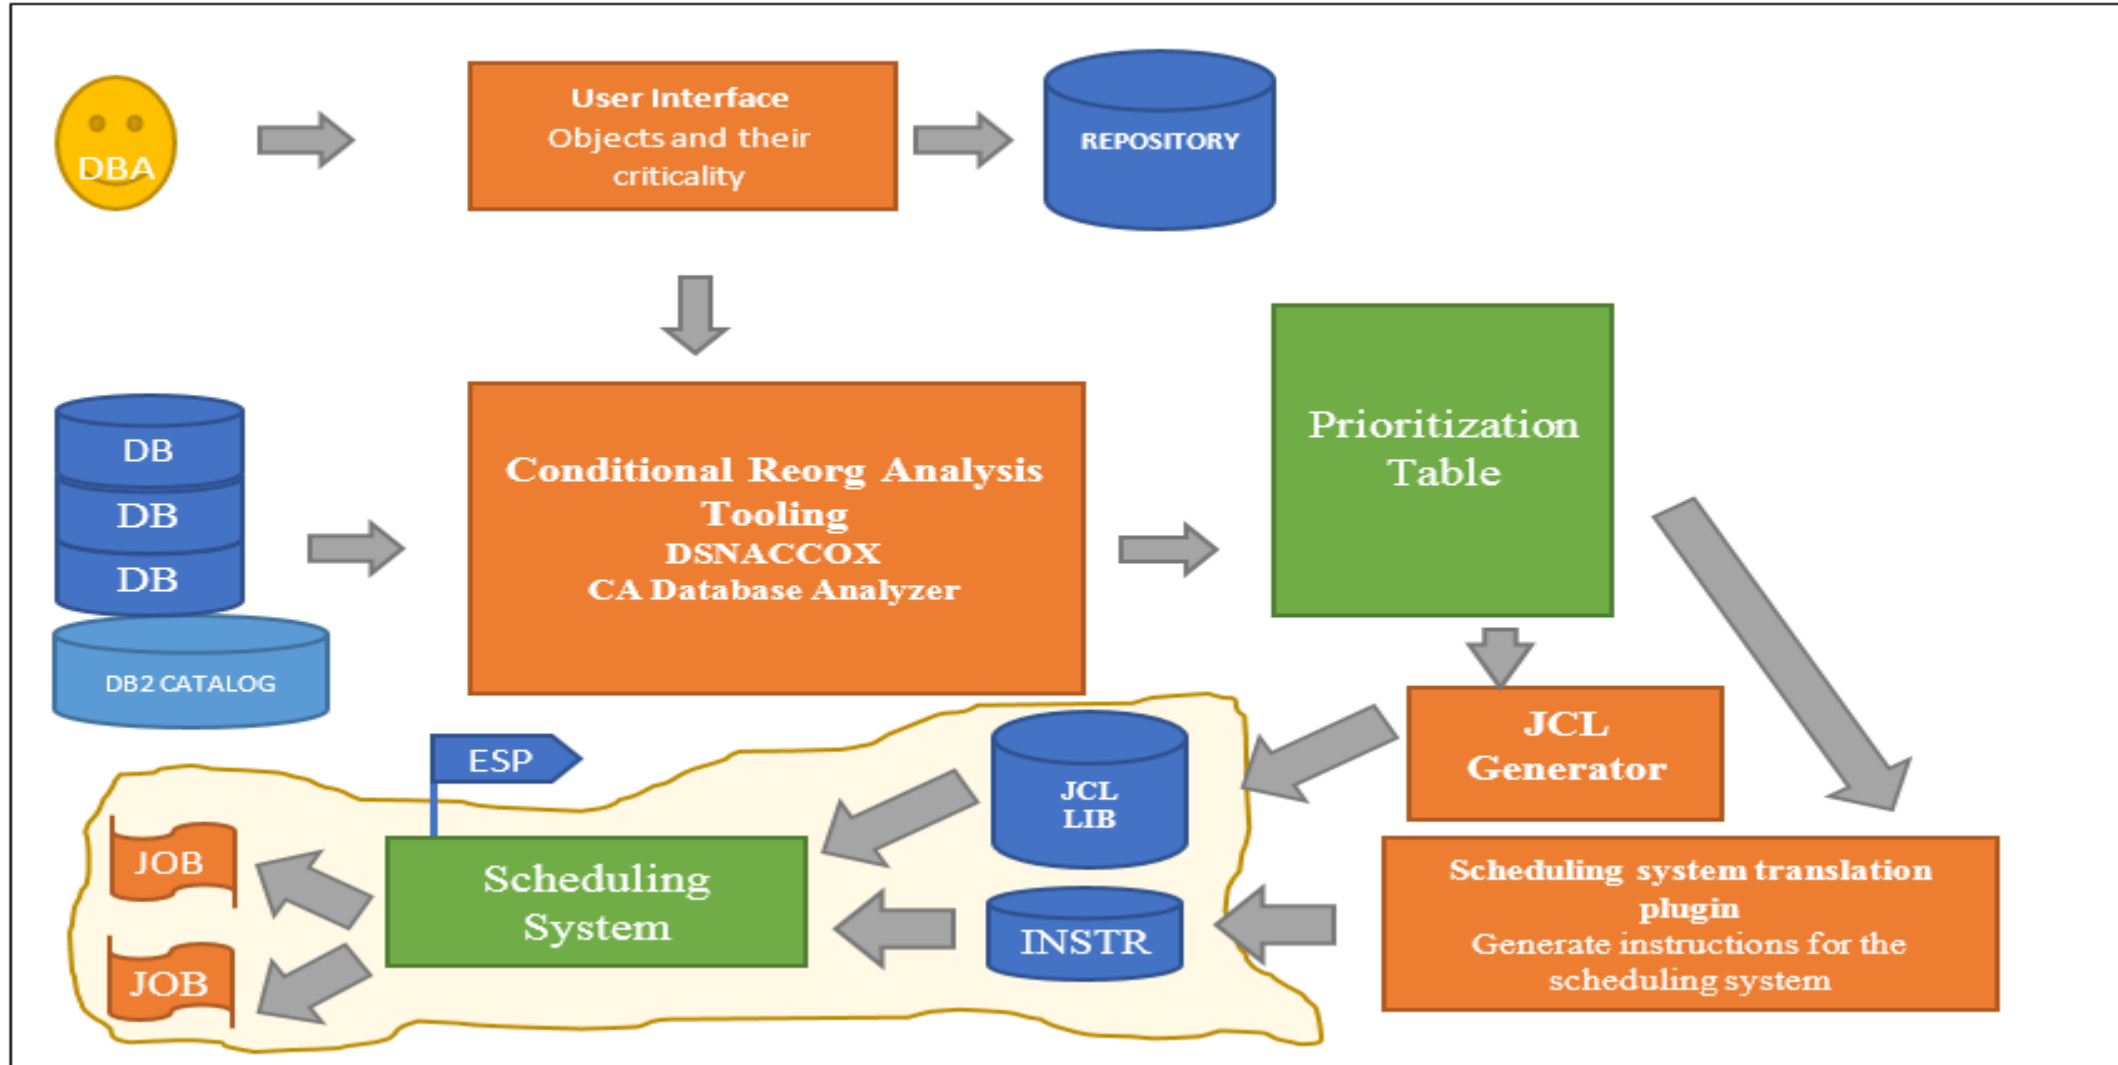 DBA
User Interface
Objects and their
criticality
REPOSITORY
DB
DB
DB
DB2 CATALOG
Conditional Reorg Analysis
Tooling
DSNACCOX
CA Database Analyzer
Prioritization
Table
JCL
Generator
Scheduling system translation
plugin
Generate instructions for the
scheduling system
JCL
LIB
INSTR
ESP
Scheduling
System
JOB
JOB